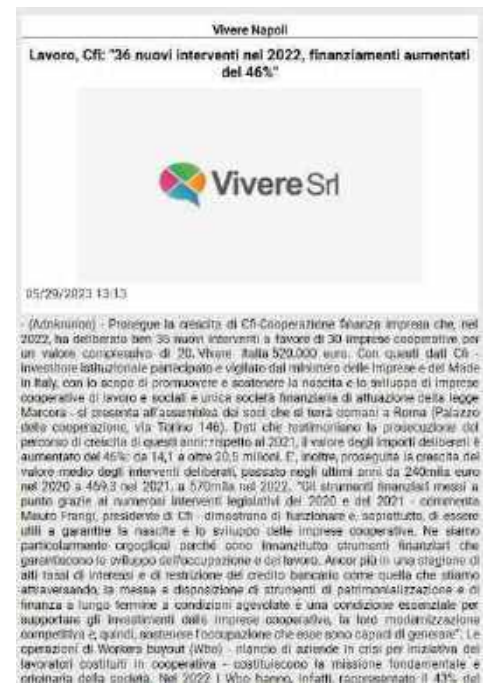 Vivere Napoli
Lavoro, Cfi: "36 nuovi interventi nel 2022, finanziamenti aumentati
del 46%"
Vivere Srl
05/29/2023 13:13
- (Adnkronos) - Prosegue la crescita di Cfi-Cooperazione finanza impresa che, nel
2022, ha deliberato ben 36 nuovi interventi a favore di 30 imprese cooperative per
un valore complessivo di 20. Vivere Italia 520.000 euro. Con questi dati Cfi -
investitore istituzionale partecipato e vigilato dal ministero delle Imprese e del Made
in Italy, con lo scopo di promuovere e sostenere la nascita e lo sviluppo di imprese
cooperative di lavoro e sociali e unica società finanziaria di attuazione della legge
Marcora - si presenta all'assemblea dei soci che si terrà domani a Roma (Palazzo
della cooperazione, via Torino 146). Dati che testimoniano la prosecuzione del
percorso di crescita di questi anni: rispetto al 2021, il valore degli importi deliberati è
aumentato del 46%: da 14,1 a oltre 20,5 milioni. E', inoltre, proseguita la crescita del
valore medio degli interventi deliberati, passato negli ultimi anni da 240mila euro
nel 2020 a 469,3 nel 2021, a 570mila nel 2022. "Gli strumenti finanziari messi a
punto grazie ai numerosi interventi legislativi del 2020 e del 2021 - commenta
Mauro Frangi, presidente di Cfi - dimostrano di funzionare e, soprattutto, di essere
utili a garantire la nascita e lo sviluppo delle imprese cooperative. Ne siamo
particolarmente orgogliosi perché sono innanzitutto strumenti finanziari che
garantiscono lo sviluppo dell'occupazione e del lavoro. Ancor più in una stagione di
alti tassi di interessi e di restrizione del credito bancario come quella che stiamo
attraversando, la messa a disposizione di strumenti di patrimonializzazione e di
finanza a lungo termine a condizioni agevolate è una condizione essenziale per
supportare gli investimenti delle imprese cooperative, la loro modernizzazione
competitiva e, quindi, sostenere l'occupazione che esse sono capaci di generare". Le
operazioni di Workers buyout (Wbo) - rilancio di aziende in crisi per iniziativa dei
lavoratori costituiti in cooperativa - costituiscono la missione fondamentale e
originaria della società. Nel 2022 i Wbo hanno, infatti, rappresentato il 43% del